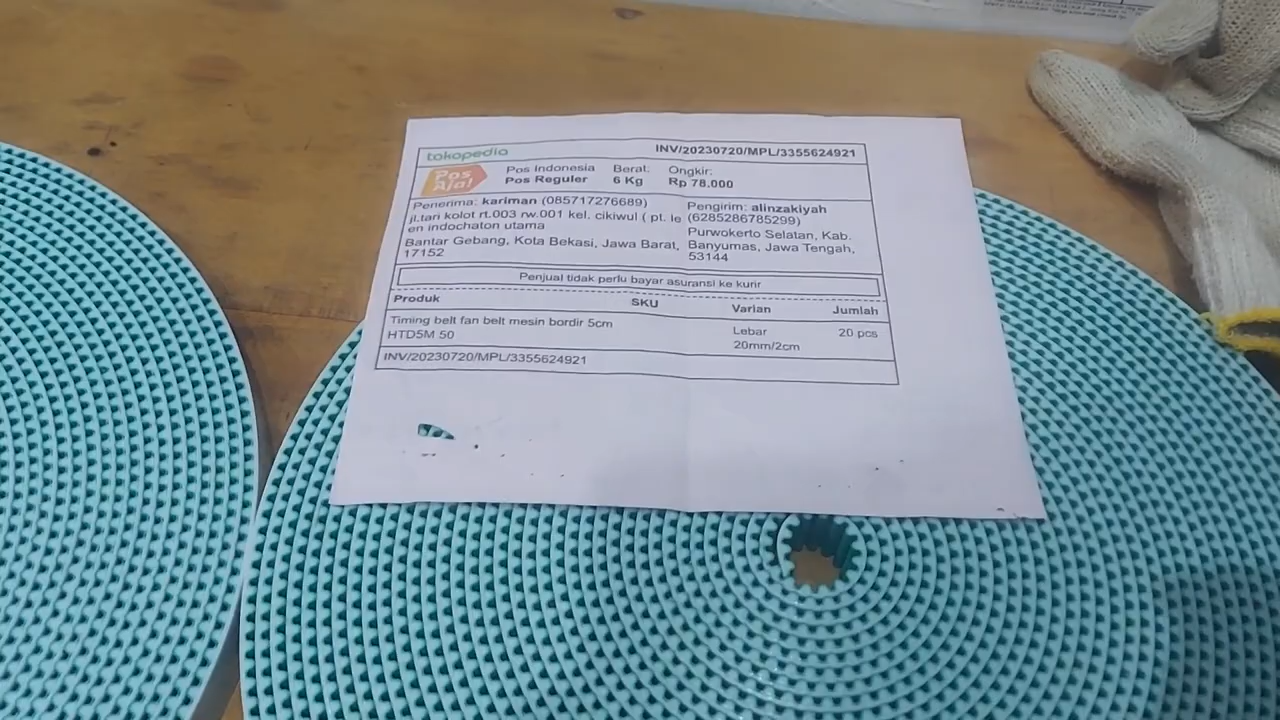 tokopedia
INV/20230720/MPL/3355624921
Pos Aja!
Pos Indonesia Berat: Ongkir:
Pos Reguler 6 Kg Rp 78.000
Penerima: kariman (085717276689)
jl.tari kolot rt.003 rw.001 kel. cikiwul ( pt. le
en indochaton utama
Bantar Gebang, Kota Bekasi, Jawa Barat,
17152
Pengirim: alinzakiyah
(6285286785299)
Purwokerto Selatan, Kab.
Banyumas, Jawa Tengah,
53144
Penjual tidak perlu bayar asuransi ke kurir
Produk SKU Varian Jumlah
Timing belt fan belt mesin bordir 5cm
HTD5M 50
Lebar
20mm/2cm
20 pcs
INV/20230720/MPL/3355624921